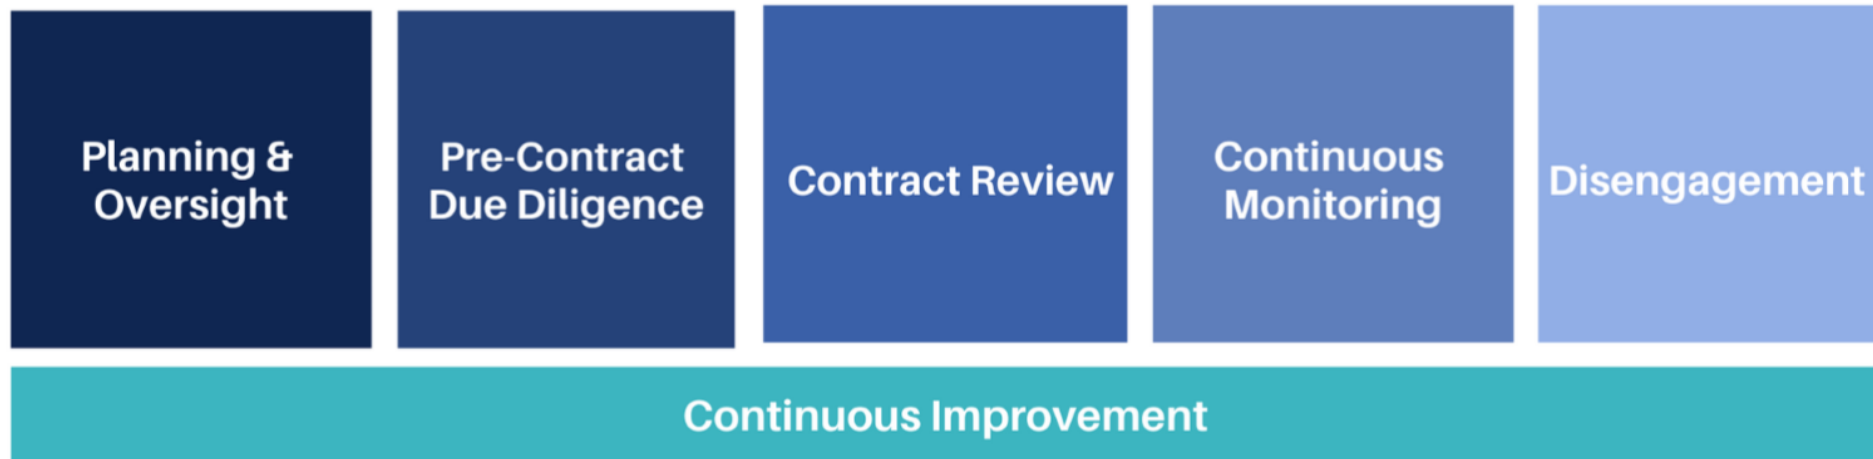 Planning &
Oversight
Pre-Contract
Due Diligence
Contract Review
Continuous
Monitoring
Disengagement
Continuous Improvement